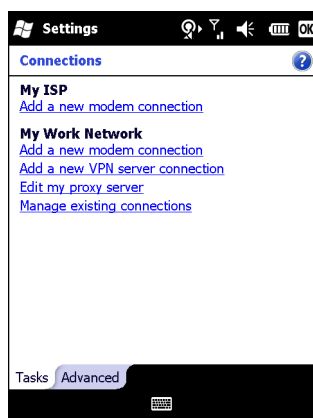 Settings
OK
Connections
?
My ISP
Add a new modem connection
My Work Network
Add a new modem connection
Add a new VPN server connection
Edit my proxy server
Manage existing connections
Tasks Advanced